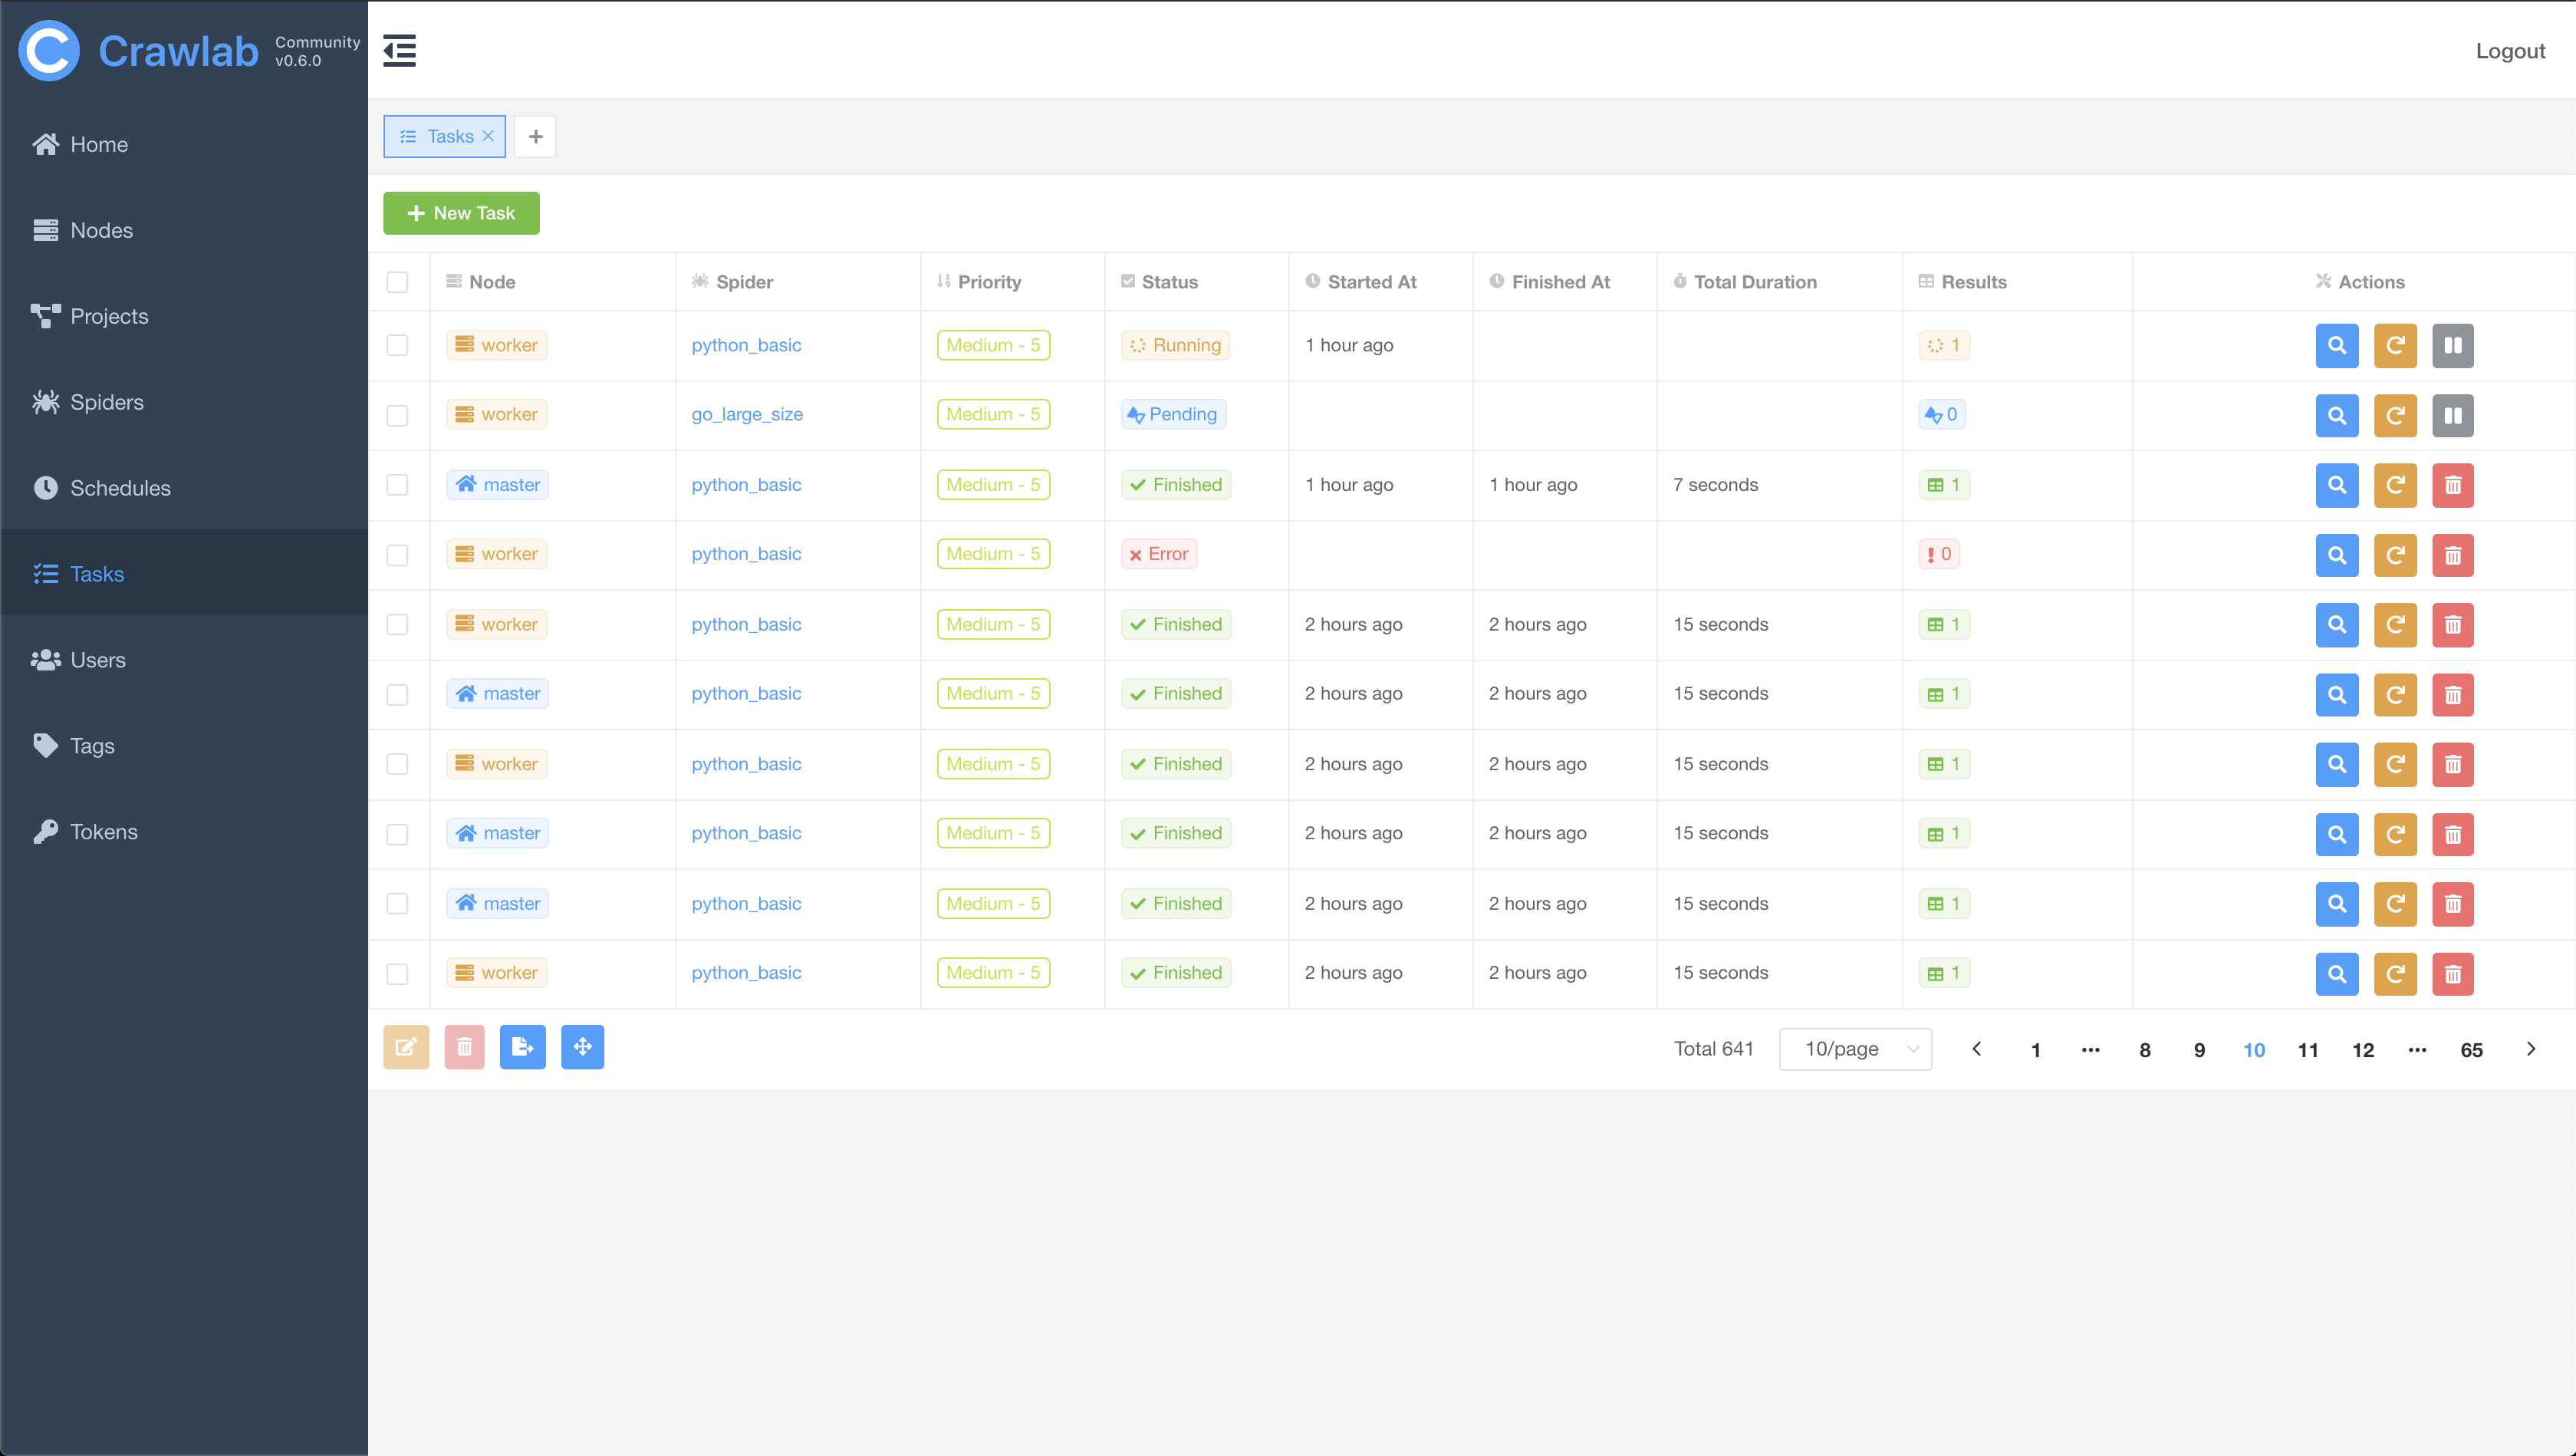 Crawlab Community v0.6.0
Logout
Home
Nodes
Projects
Spiders
Schedules
Tasks
Users
Tags
Tokens
Tasks
New Task
Node Spider Priority Status Started At Finished At Total Duration Results Actions
worker python_basic Medium - 5 Running 1 hour ago 1
worker go_large_size Medium - 5 Pending 0
master python_basic Medium - 5 Finished 1 hour ago 1 hour ago 7 seconds 1
worker python_basic Medium - 5 Error 0
worker python_basic Medium - 5 Finished 2 hours ago 2 hours ago 15 seconds 1
master python_basic Medium - 5 Finished 2 hours ago 2 hours ago 15 seconds 1
worker python_basic Medium - 5 Finished 2 hours ago 2 hours ago 15 seconds 1
master python_basic Medium - 5 Finished 2 hours ago 2 hours ago 15 seconds 1
master python_basic Medium - 5 Finished 2 hours ago 2 hours ago 15 seconds 1
worker python_basic Medium - 5 Finished 2 hours ago 2 hours ago 15 seconds 1
Total 641 10/page 1 ••• 8 9 10 11 12 ••• 65